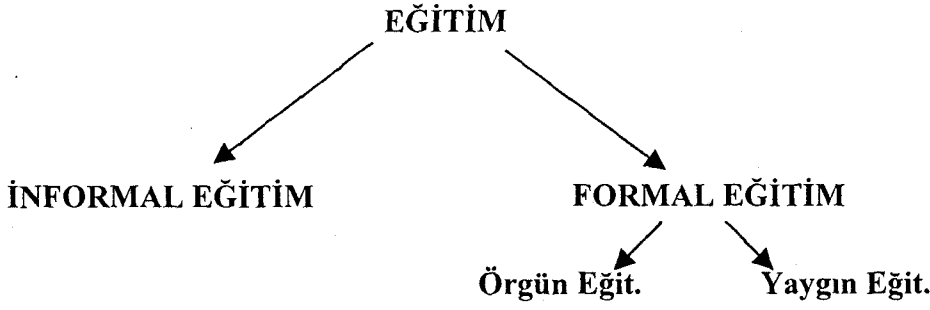 EĞİTİM
İNFORMAL EĞİTİM FORMAL EĞİTİM
Örgün Eğit. Yaygın Eğit.